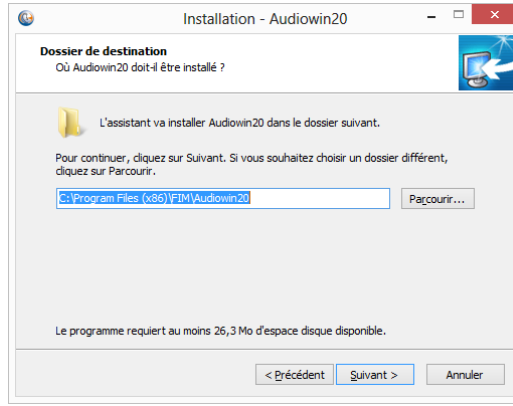 Installation - Audiowin20
Dossier de destination
Où Audiowin20 doit-il être installé ?
L'assistant va installer Audiowin20 dans le dossier suivant.
Pour continuer, cliquez sur Suivant. Si vous souhaitez choisir un dossier différent,
cliquez sur Parcourir.
C:\Program Files (x86)\FIM\Audiowin20
Parcourir...
Le programme requiert au moins 26,3 Mo d'espace disque disponible.
< Précédent
Suivant >
Annuler